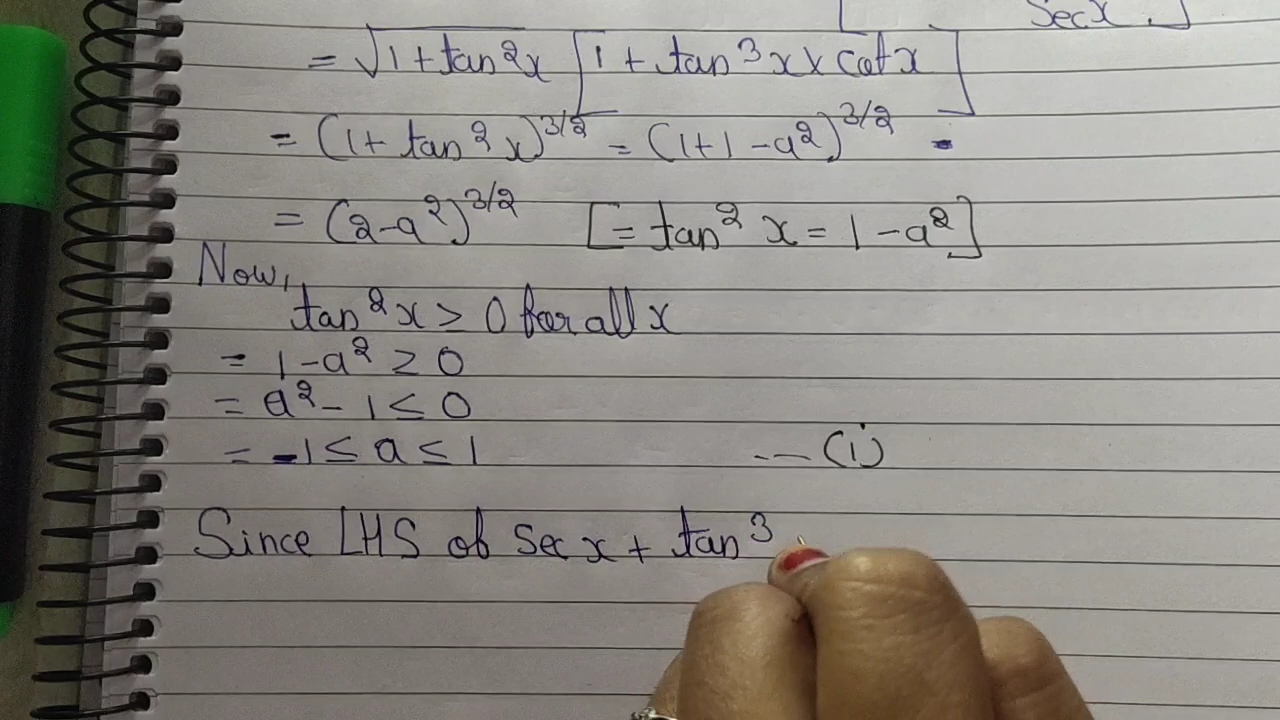 [ Sec x ]
= √1+tan²x [1 + tan³x x cot x]
= (1+ tan²x)^3/2 = (1+1-a²)^3/2
= (2-a²)^3/2 [= tan² x = 1-a²]
Now,
tan²x > 0 for all x
= 1-a² ≥ 0
= a²-1 ≤ 0
= -1 ≤ a ≤ 1 --- (i)
Since LHS of Sec x + tan³